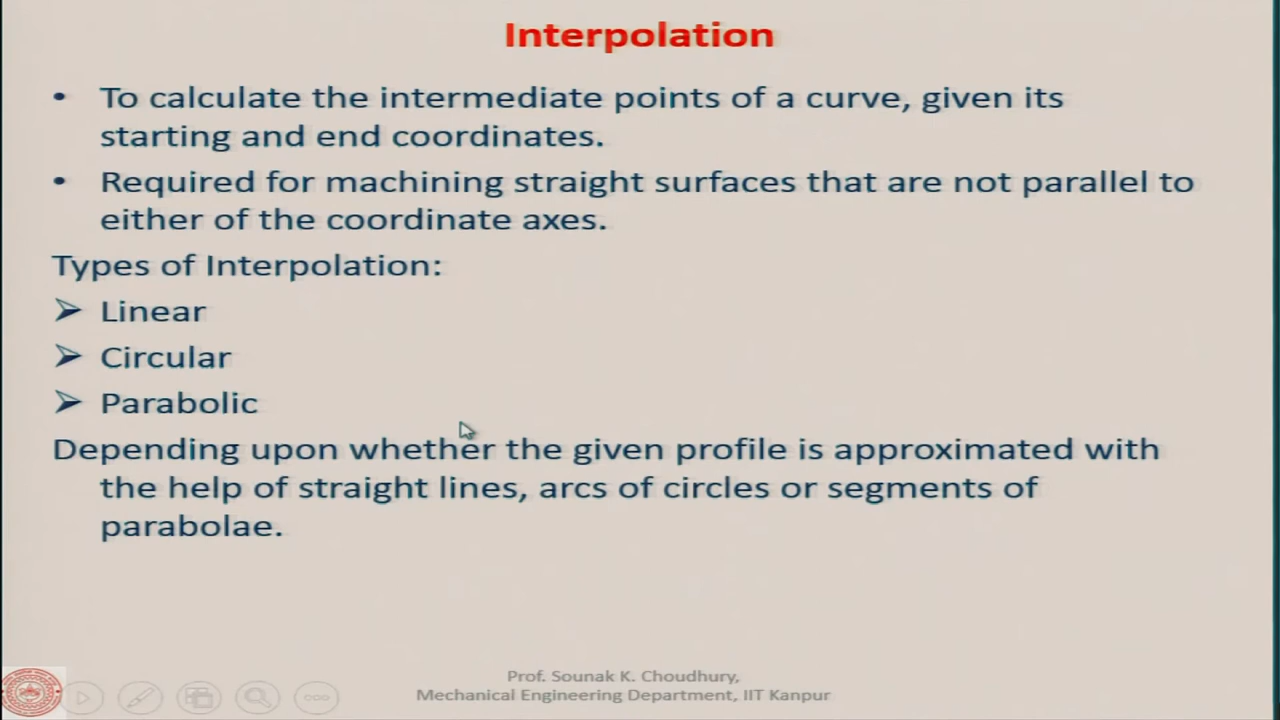 Interpolation
• To calculate the intermediate points of a curve, given its
starting and end coordinates.
• Required for machining straight surfaces that are not parallel to
either of the coordinate axes.
Types of Interpolation:
➢ Linear
➢ Circular
➢ Parabolic
Depending upon whether the given profile is approximated with
the help of straight lines, arcs of circles or segments of
parabolae.
Prof. Sounak K. Choudhury,
Mechanical Engineering Department, IIT Kanpur